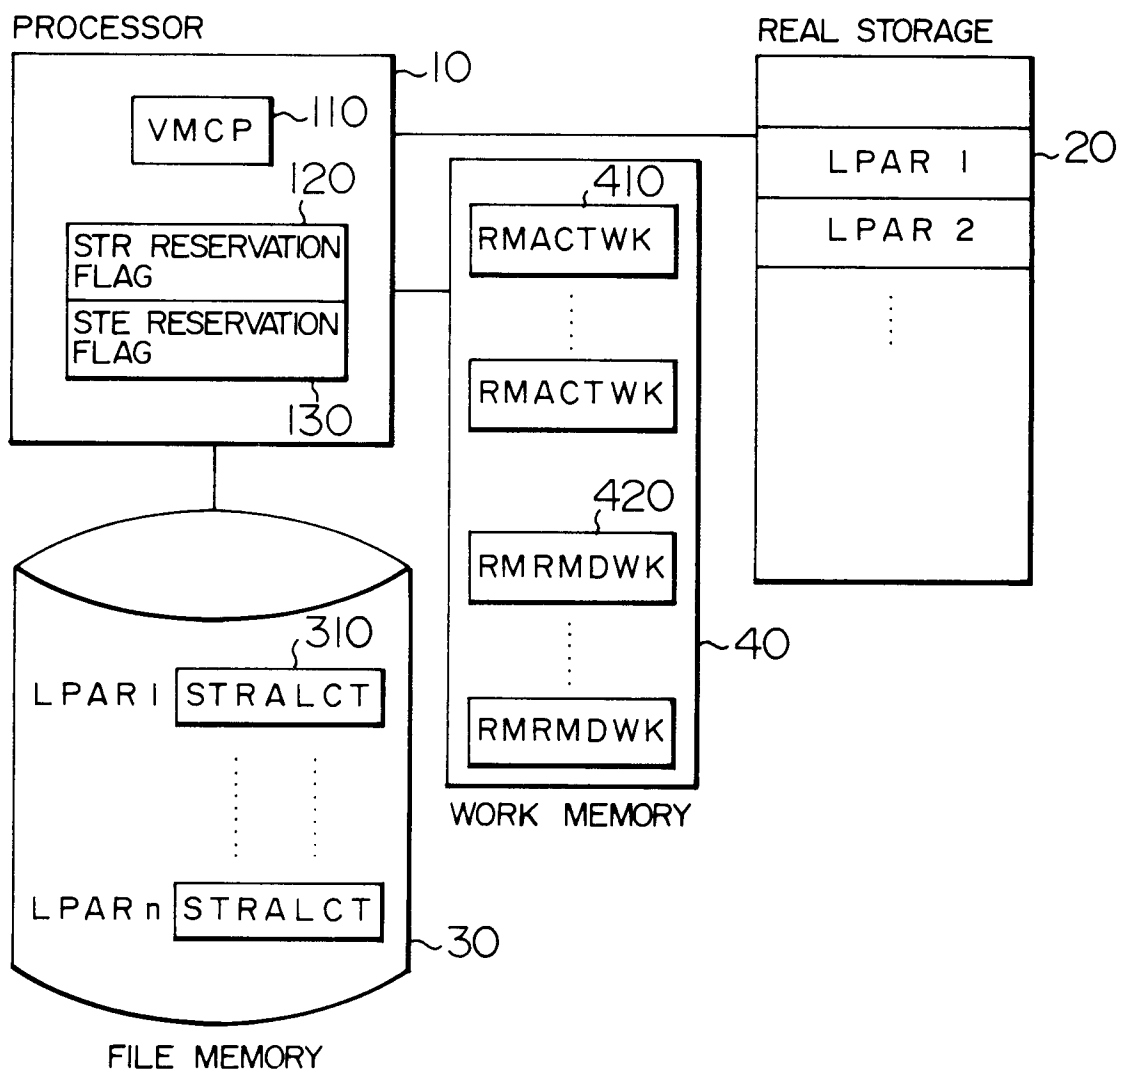 PROCESSOR
10
VMCP
110
120
STR RESERVATION
FLAG
STE RESERVATION
FLAG
130
REAL STORAGE
20
LPAR 1
LPAR 2
410
RMACTWK
RMACTWK
420
RMRMDWK
RMRMDWK
40
WORK MEMORY
310
LPAR1 STRALCT
LPARn STRALCT
30
FILE MEMORY